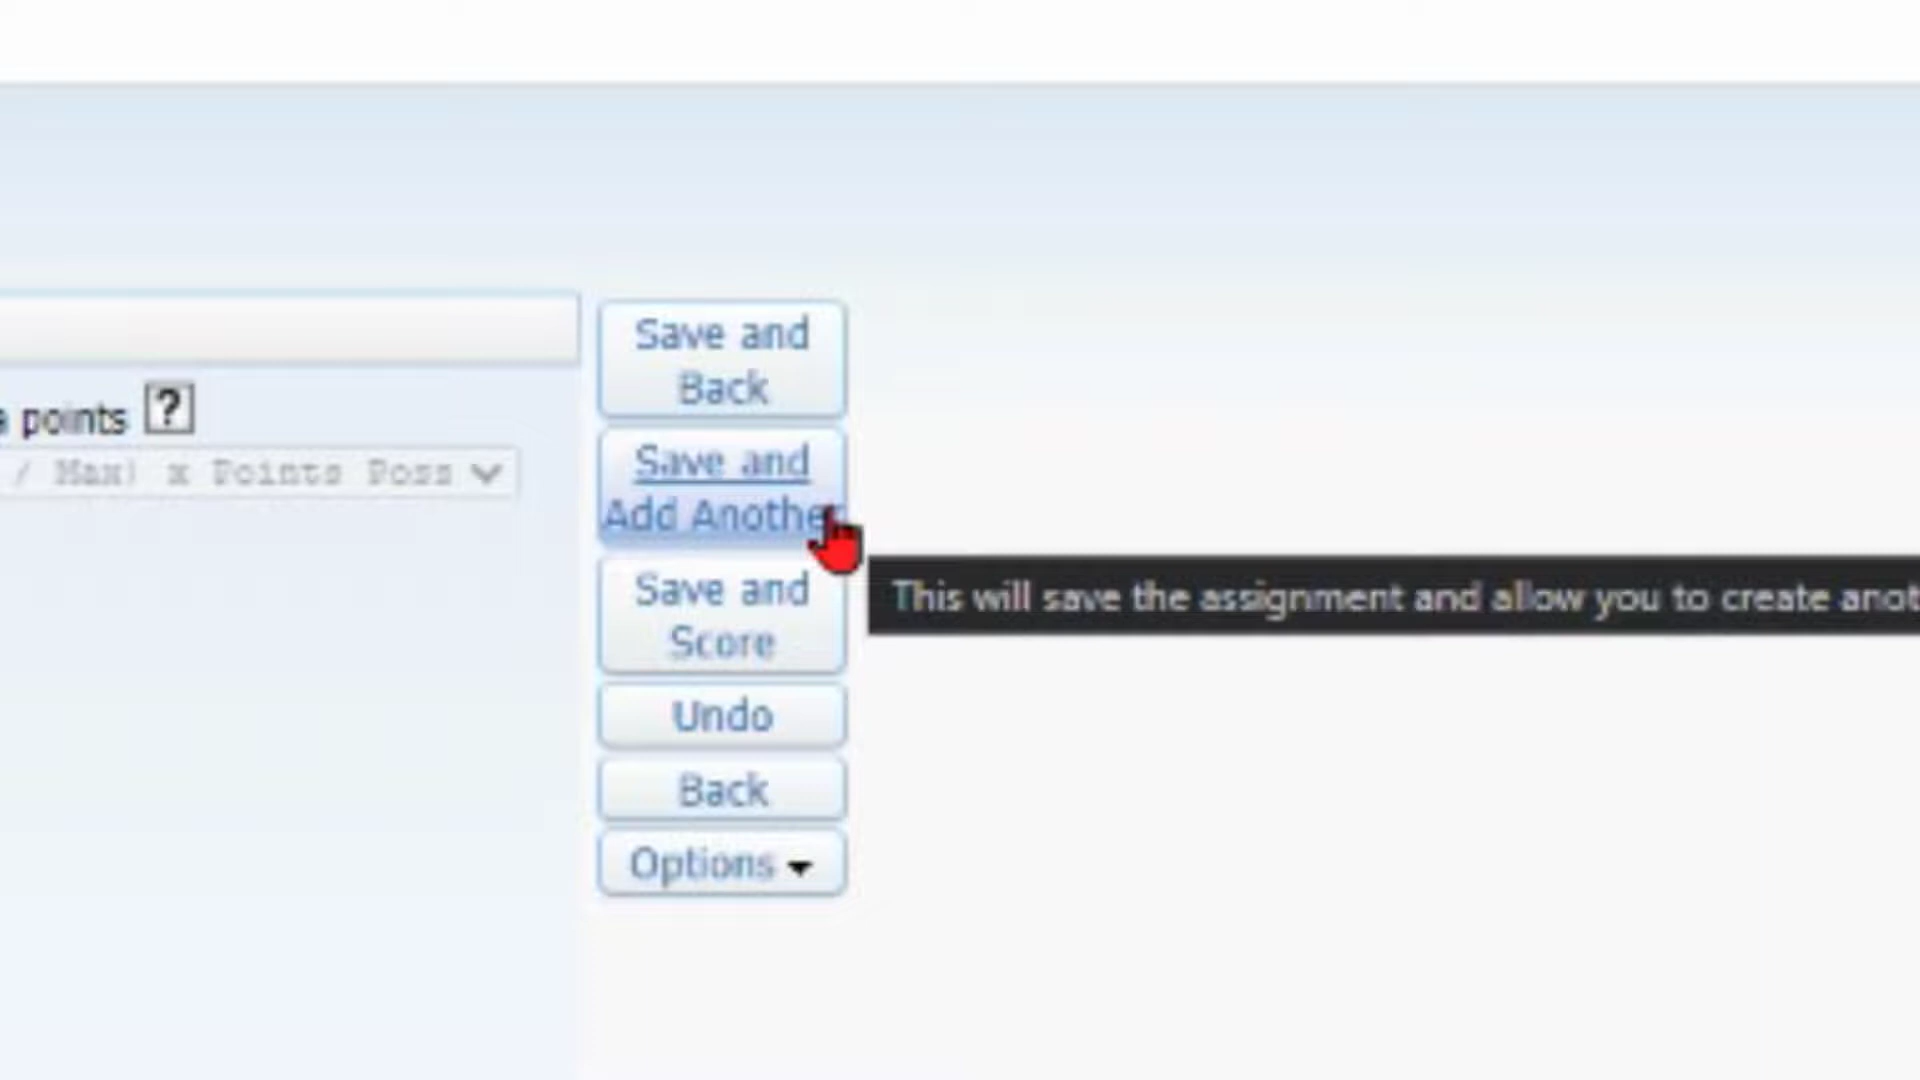 Save and
Back
points ?
/ Max) x Points Poss
Save and
Add Another
This will save the assignment and allow you to create
Save and
Score
Undo
Back
Options